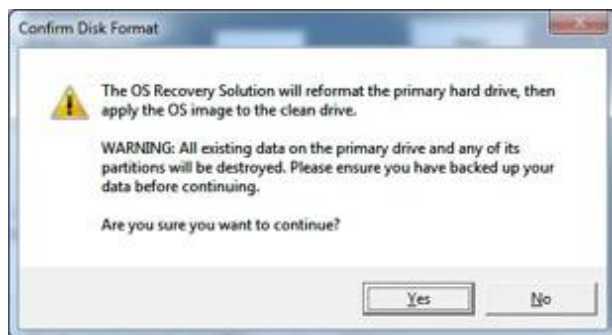 Confirm Disk Format
The OS Recovery Solution will reformat the primary hard drive, then
apply the OS image to the clean drive.
WARNING: All existing data on the primary drive and any of its
partitions will be destroyed. Please ensure you have backed up your
data before continuing.
Are you sure you want to continue?
Yes
No